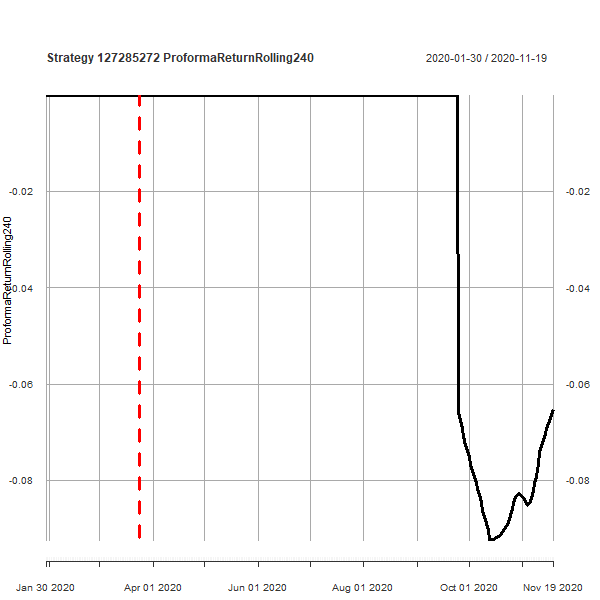 Strategy 127285272 ProformaReturnRolling240
2020-01-30 / 2020-11-19
ProformaReturnRolling240
-0.02
-0.04
-0.06
-0.08
-0.02
-0.04
-0.06
-0.08
Jan 30 2020
Apr 01 2020
Jun 01 2020
Aug 01 2020
Oct 01 2020
Nov 19 2020